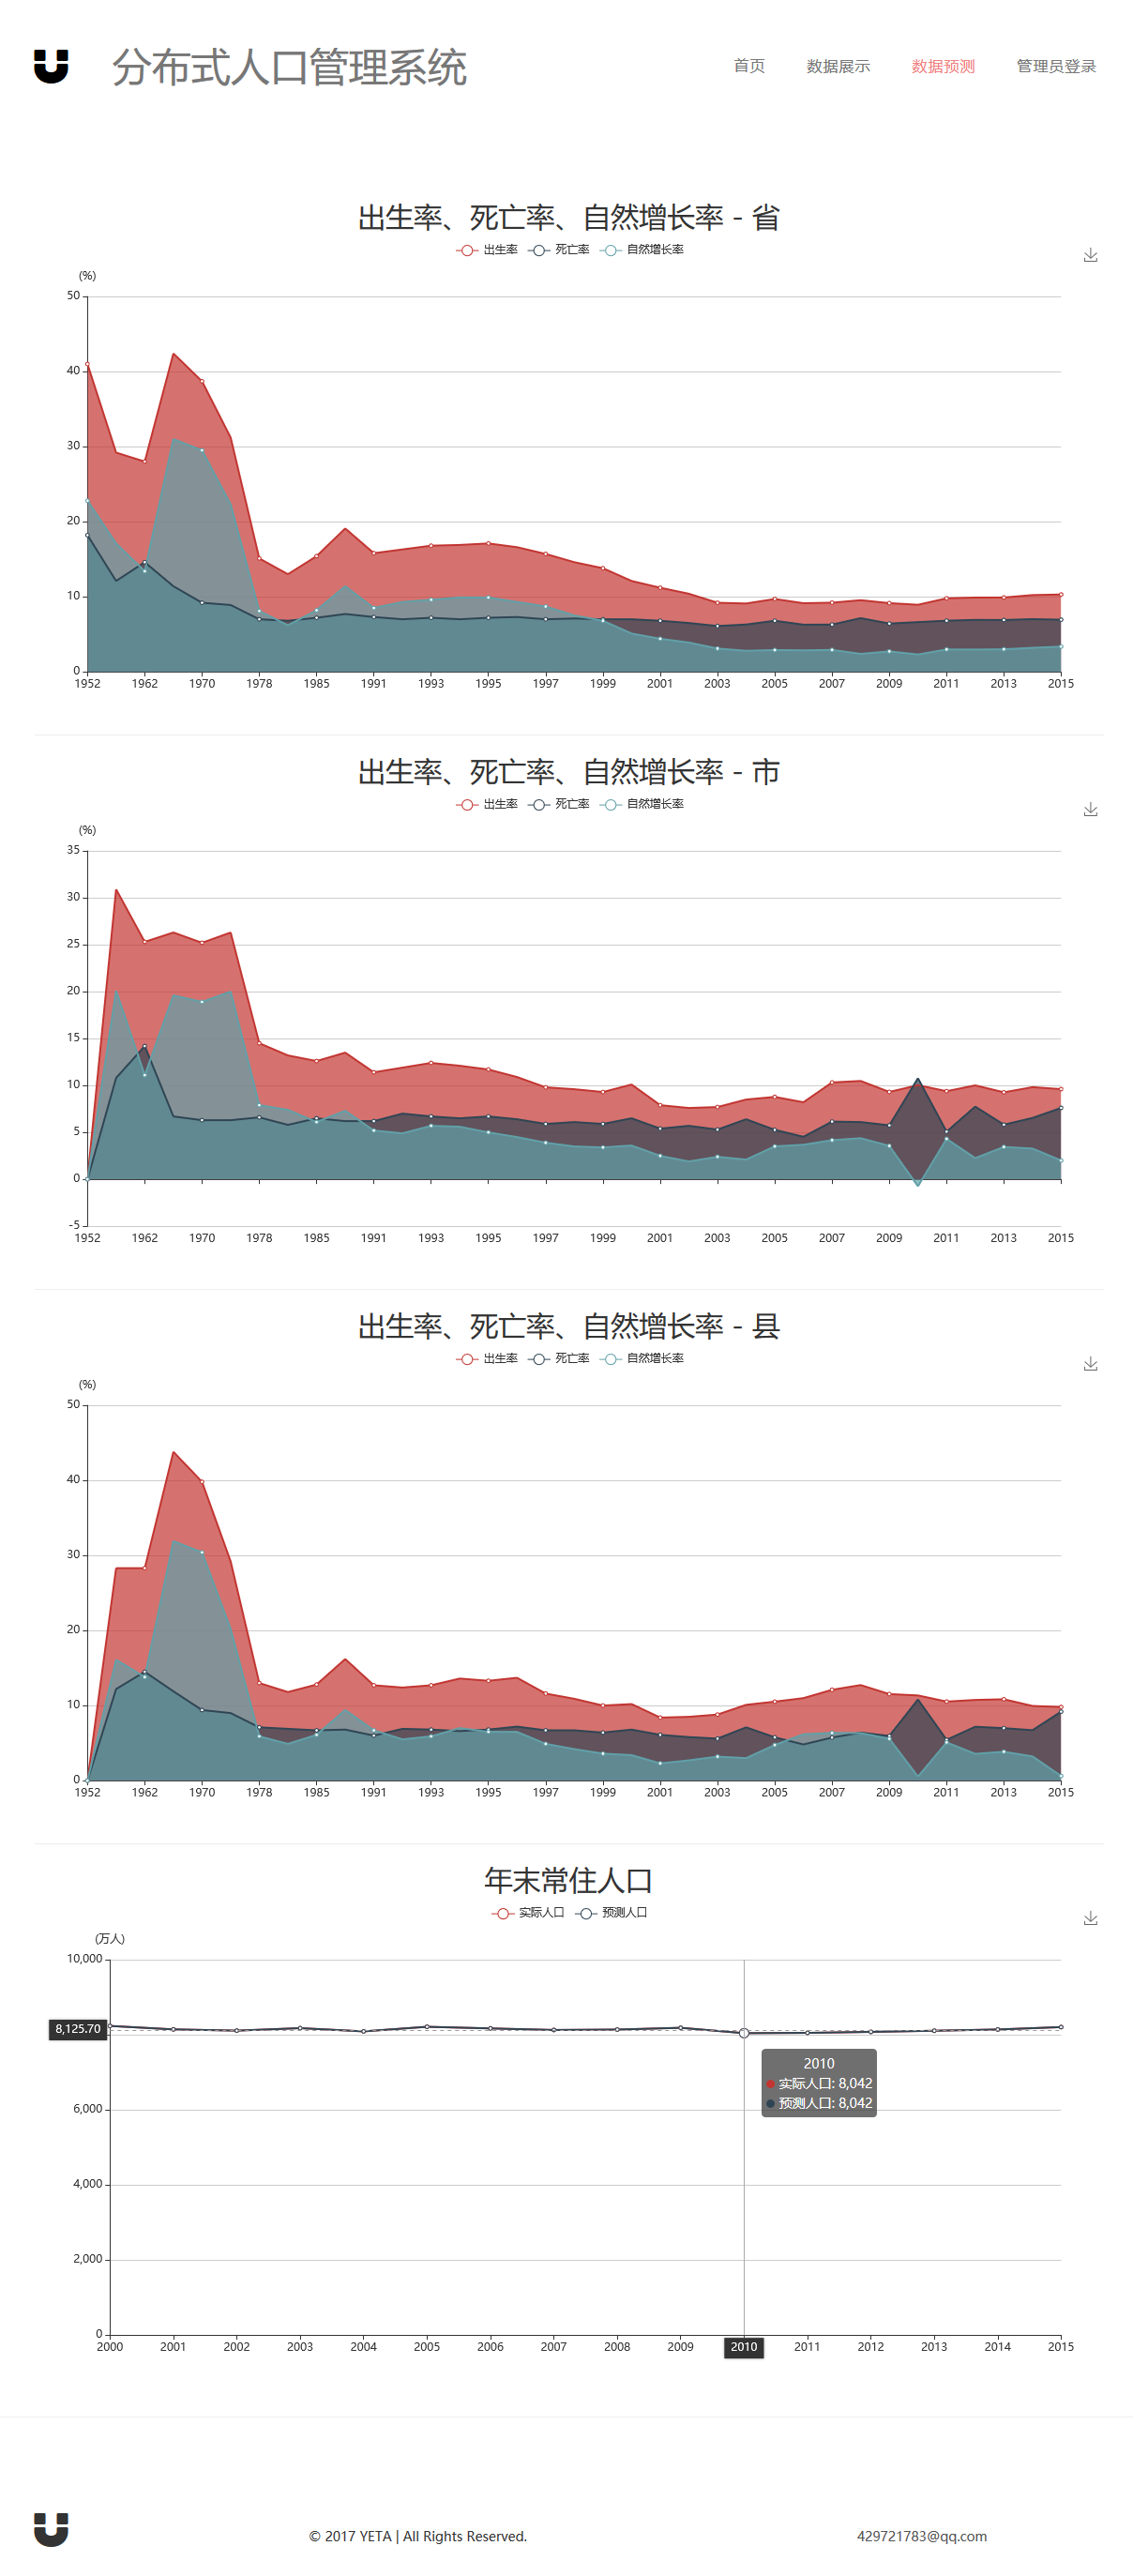 分布式人口管理系统
首页 数据展示 数据预测 管理员登录
出生率、死亡率、自然增长率 - 省
出生率 死亡率 自然增长率
(%)
50
40
30
20
10
0
1952 1962 1970 1978 1985 1991 1993 1995 1997 1999 2001 2003 2005 2007 2009 2011 2013 2015
出生率、死亡率、自然增长率 - 市
出生率 死亡率 自然增长率
(%)
35
30
25
20
15
10
5
0
-5
1952 1962 1970 1978 1985 1991 1993 1995 1997 1999 2001 2003 2005 2007 2009 2011 2013 2015
出生率、死亡率、自然增长率 - 县
出生率 死亡率 自然增长率
(%)
50
40
30
20
10
0
1952 1962 1970 1978 1985 1991 1993 1995 1997 1999 2001 2003 2005 2007 2009 2011 2013 2015
年末常住人口
实际人口 预测人口
(万人)
10,000
8,125.70
2010
实际人口: 8,042
预测人口: 8,042
6,000
4,000
2,000
0
2000 2001 2002 2003 2004 2005 2006 2007 2008 2009 2010 2011 2012 2013 2014 2015
© 2017 YETA | All Rights Reserved.
429721783@qq.com